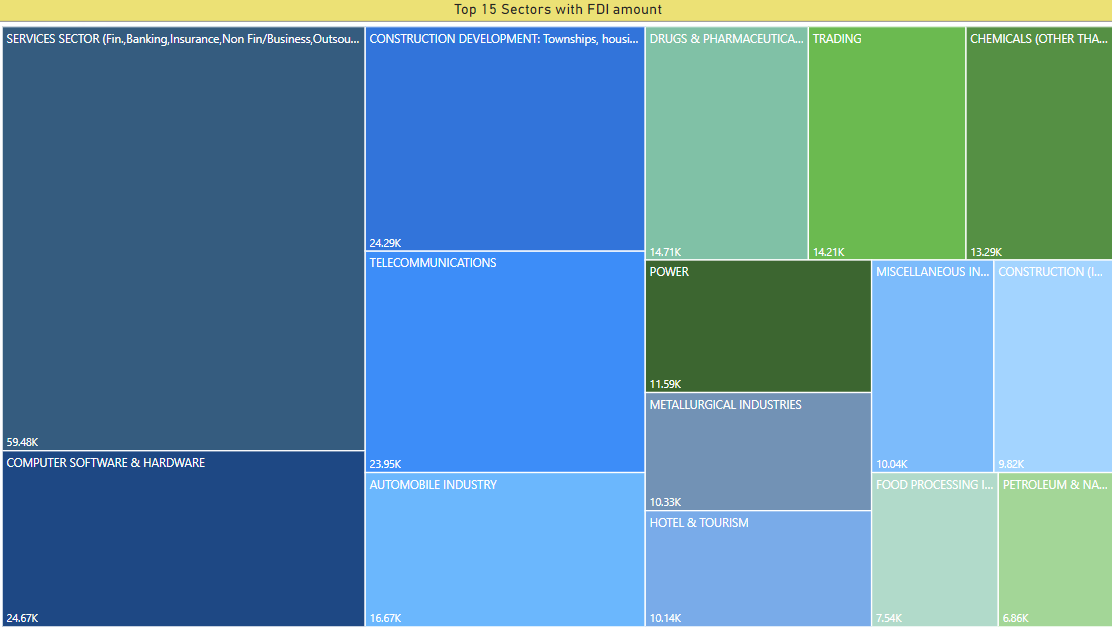 Top 15 Sectors with FDI amount
SERVICES SECTOR (Fin.,Banking,Insurance,Non Fin/Business,Outsou...
59.48K
COMPUTER SOFTWARE & HARDWARE
24.67K
CONSTRUCTION DEVELOPMENT: Townships, housi...
24.29K
TELECOMMUNICATIONS
23.95K
AUTOMOBILE INDUSTRY
16.67K
DRUGS & PHARMACEUTICA...
14.71K
TRADING
14.21K
CHEMICALS (OTHER THA...
13.29K
POWER
11.59K
METALLURGICAL INDUSTRIES
10.33K
HOTEL & TOURISM
10.14K
MISCELLANEOUS IN...
10.04K
CONSTRUCTION (I...
9.82K
FOOD PROCESSING I...
7.54K
PETROLEUM & NA...
6.86K